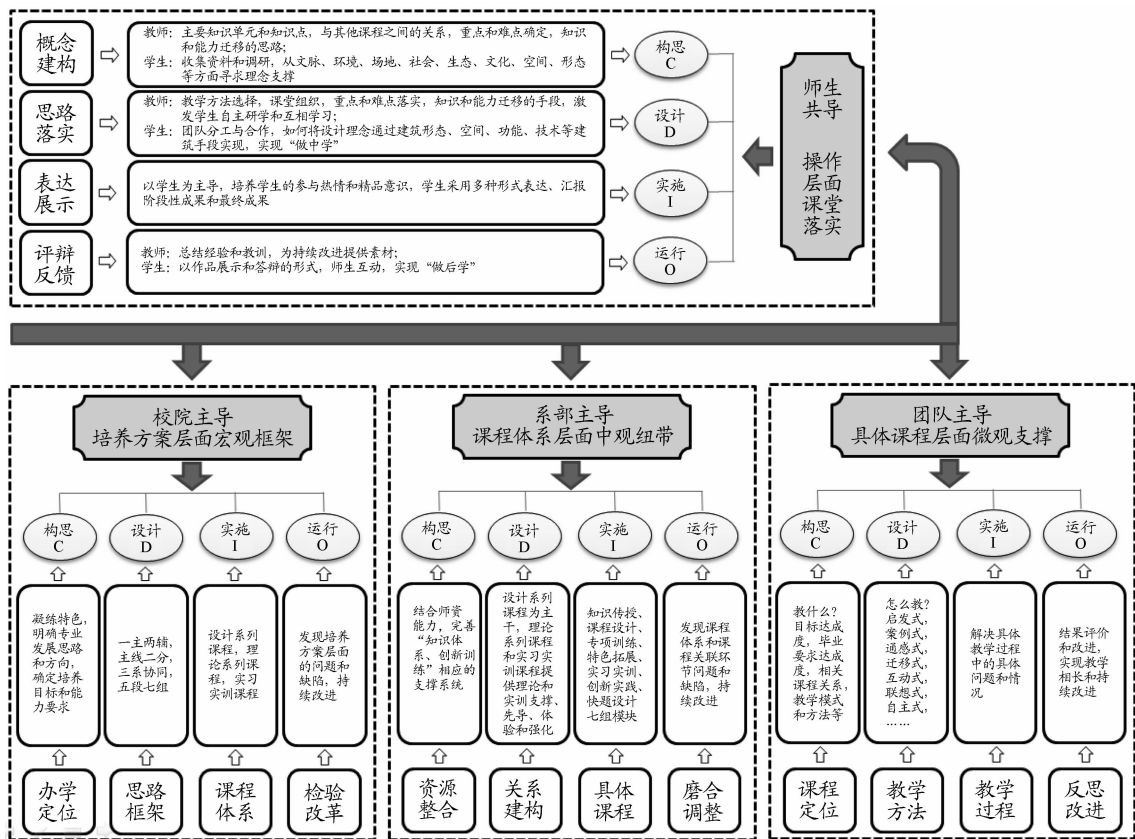 概念
建构
教师：主要知识单元和知识点，与其他课程之间的关系，重点和难点确定，知识
和能力迁移的思路；
学生：收集资料和调研，从文脉、环境、场地、社会、生态、文化、空间、形态
等方面寻求理念支撑
构思
C
思路
落实
教师：教学方法选择，课堂组织，重点和难点落实，知识和能力迁移的手段，激
发学生自主研学和互相学习；
学生：团队分工与合作，如何将设计理念通过建筑形态、空间、功能、技术等建
筑手段实现，实现“做中学”
设计
D
表达
展示
以学生为主导，培养学生的参与热情和精品意识，学生采用多种形式表达、汇报
阶段性成果和最终成果
实施
I
评辩
反馈
教师：总结经验和教训，为持续改进提供素材；
学生：以作品展示和答辩的形式，师生互动，实现“做后学”
运行
O
师生
共导
操作
层面
课堂
落实
校院主导
培养方案层面宏观框架
构思
C
设计
D
实施
I
运行
O
凝练特色，
明确专业
发展思路
和方向，
确定培养
目标和能
力要求
一主两辅，
主线二分，
三系协同，
五段七组
设计系列
课程，理
论系列课
程，实习
实训课程
发现培养
方案层面
的问题和
缺陷，持
续改进
办学
定位
思路
框架
课程
体系
检验
改革
系部主导
课程体系层面中观纽带
构思
C
设计
D
实施
I
运行
O
结合师资
能力，完善
“知识体
系、创新训
练”相应的
支撑系统
设计系列
课程为主
干，理论
系列课程
和实习实
训课程提
供理论和
实训支撑、
先导、体
验和强化
知识传授、
课程设计、
专项训练、
特色拓展、
实习实训、
创新实践、
快题设计
七组模块
发现课程
体系和课
程关联环
节问题和
缺陷，持
续改进
资源
整合
关系
建构
具体
课程
磨合
调整
团队主导
具体课程层面微观支撑
构思
C
设计
D
实施
I
运行
O
教什么？
目标达成
度，毕业
要求达成
度，相关
课程关系，
教学模式
和方法等
怎么教？
启发式，
案例式，
通感式，
迁移式，
互动式，
联想式，
自主式，
……
解决具体
教学过程
中的具体
问题和情
况
结果评价
和改进，
实现教学
相长和持
续改进
课程
定位
教学
方法
教学
过程
反思
改进